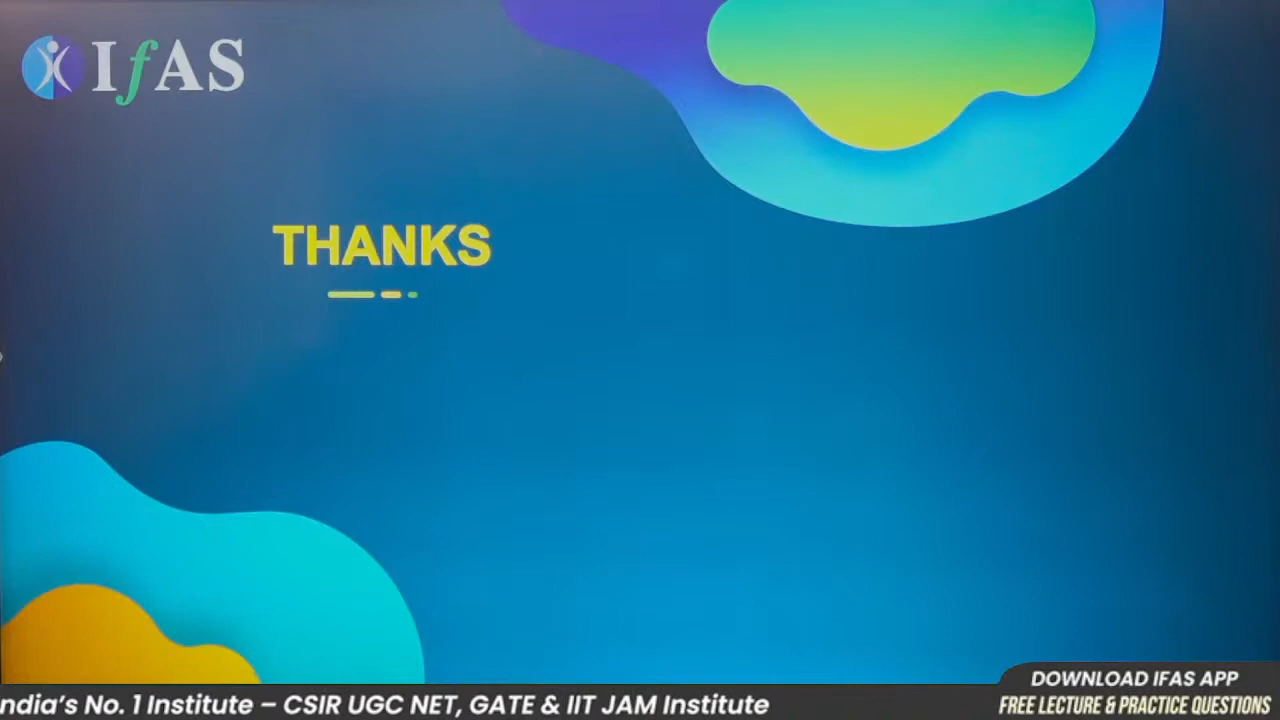 IfAS
THANKS
ndia's No. 1 Institute – CSIR UGC NET, GATE & IIT JAM Institute
DOWNLOAD IFAS APP
FREE LECTURE & PRACTICE QUESTIONS